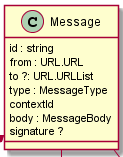 C Message
id : string
from : URL.URL
to ?: URL.URLList
type : MessageType
contextId
body : MessageBody
signature ?